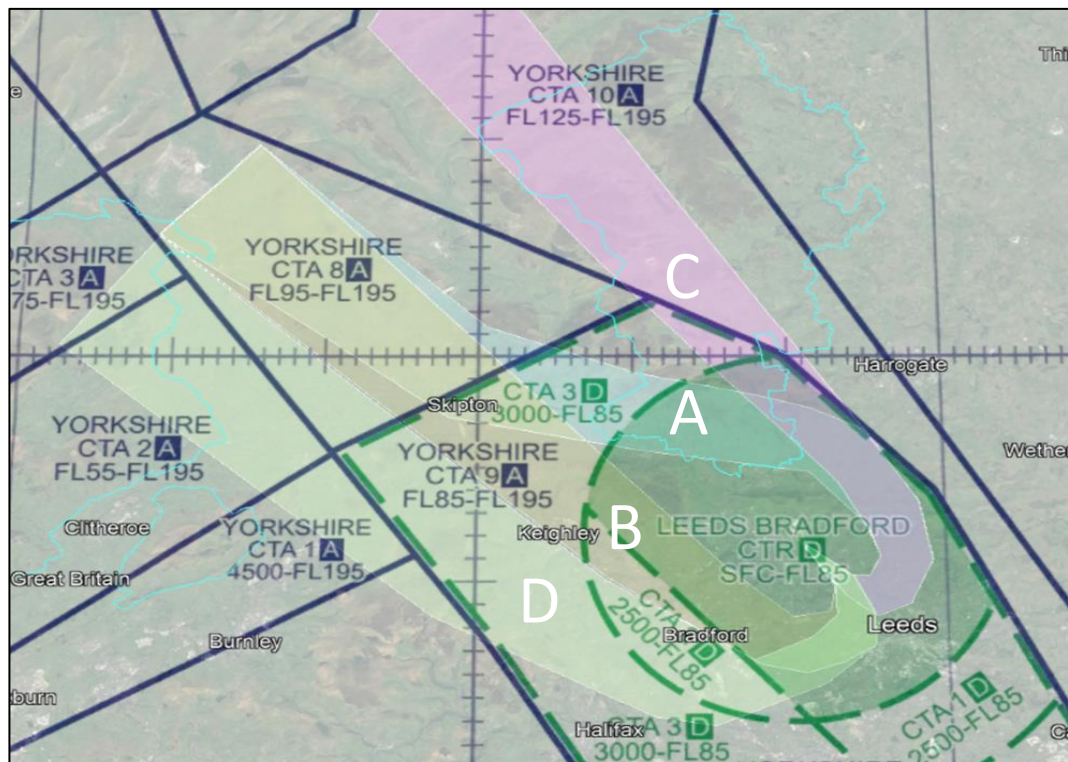 YORKSHIRE
CTA 10 A
FL125-FL195
Thi
e
C
YORKSHIRE
CTA 8 A
FL95-FL195
ORKSHIRE
CTA 3 A
75-FL195
Harrogate
CTA 3 D
3000-FL85
Skipton
A
YORKSHIRE
CTA 2 A
FL55-FL195
YORKSHIRE
CTA 9 A
FL85-FL195
Wethe
Clitheroe
YORKSHIRE
CTA 1 A
4500-FL195
Keighley
B
LEEDS BRADFORD
CTR D
SFC-FL85
Great Britain
D
CTA D
2500-FL85
Burnley
Bradford
Leeds
burn
Halifax
CTA 3 D
3000-FL85
CTA 1 D
2500-FL85
Ca